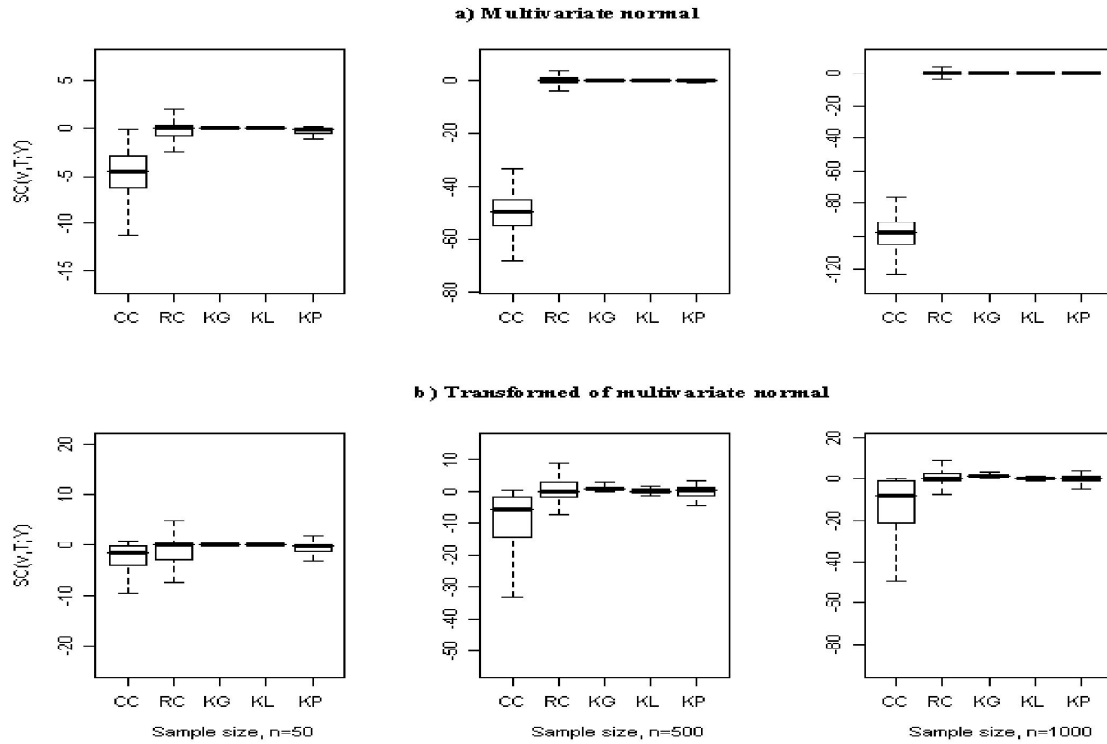 a) Multivariate normal
SC(v,T;Y)
5
0
-5
-10
-15
CC RC KG KL KP
0
-20
-40
-60
-80
CC RC KG KL KP
0
-20
-40
-60
-80
-120
CC RC KG KL KP
b) Transformed of multivariate normal
SC(v,T;Y)
20
10
0
-10
-20
CC RC KG KL KP
Sample size, n=50
10
0
-10
-20
-30
-40
-50
CC RC KG KL KP
Sample size, n=500
20
0
-20
-40
-60
-80
CC RC KG KL KP
Sample size, n=1000